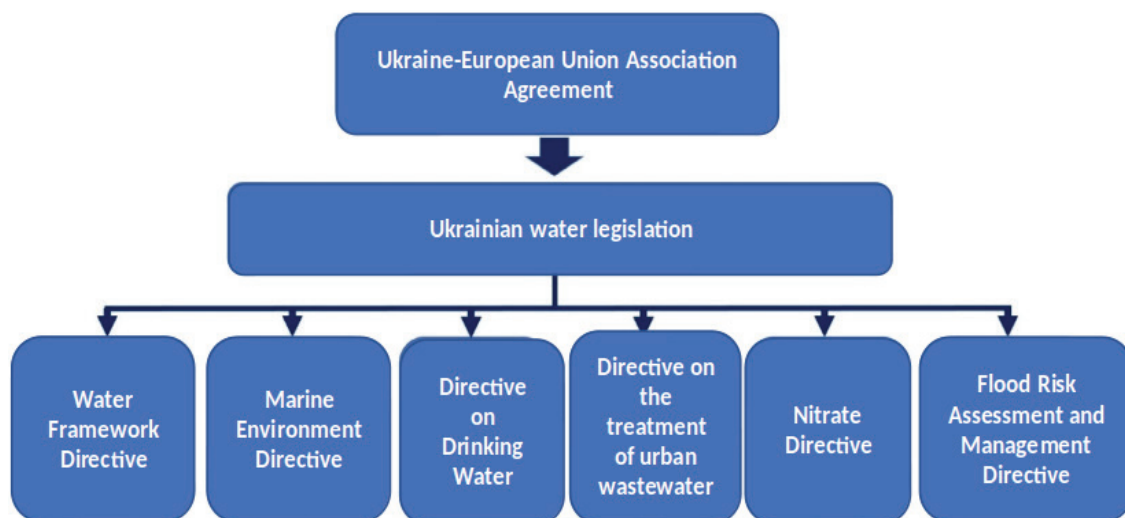 Ukraine-European Union Association
Agreement
Ukrainian water legislation
Water
Framework
Directive
Marine
Environment
Directive
Directive
on
Drinking
Water
Directive on
the
treatment
of urban
wastewater
Nitrate
Directive
Flood Risk
Assessment and
Management
Directive